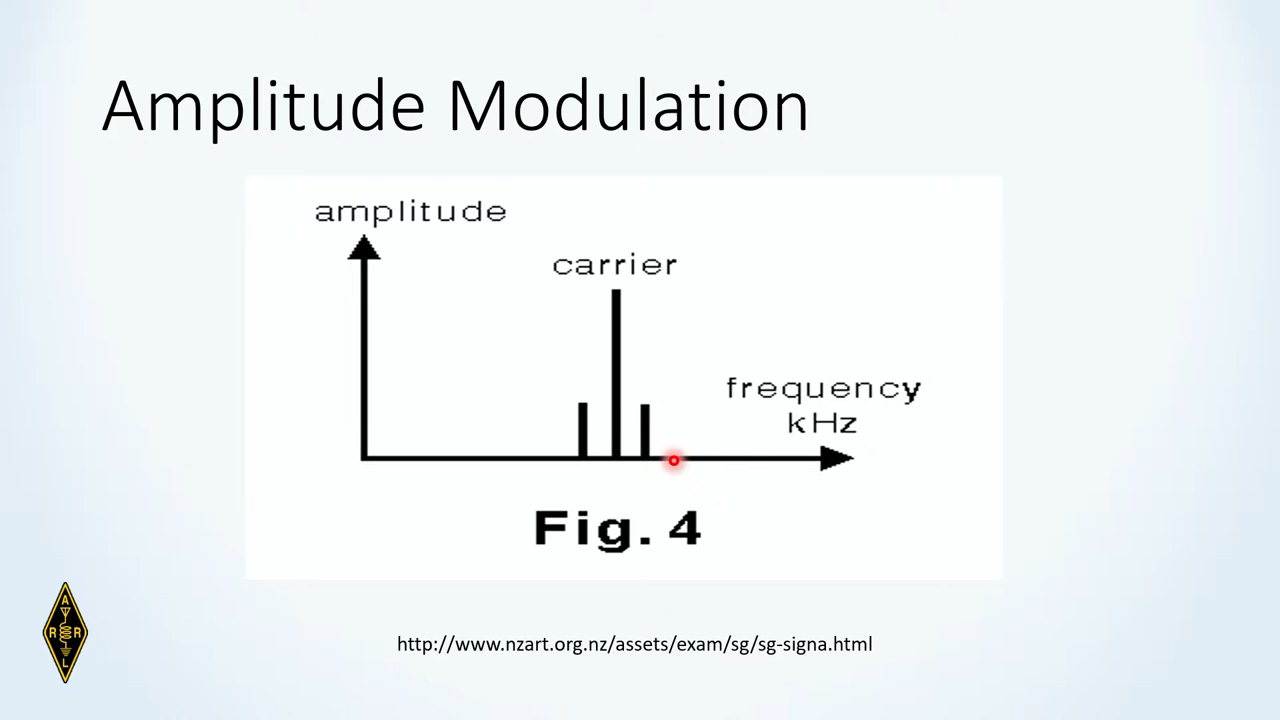 Amplitude Modulation
amplitude
carrier
frequency
kHz
Fig. 4
A
R R
L
http://www.nzart.org.nz/assets/exam/sg/sg-signa.html